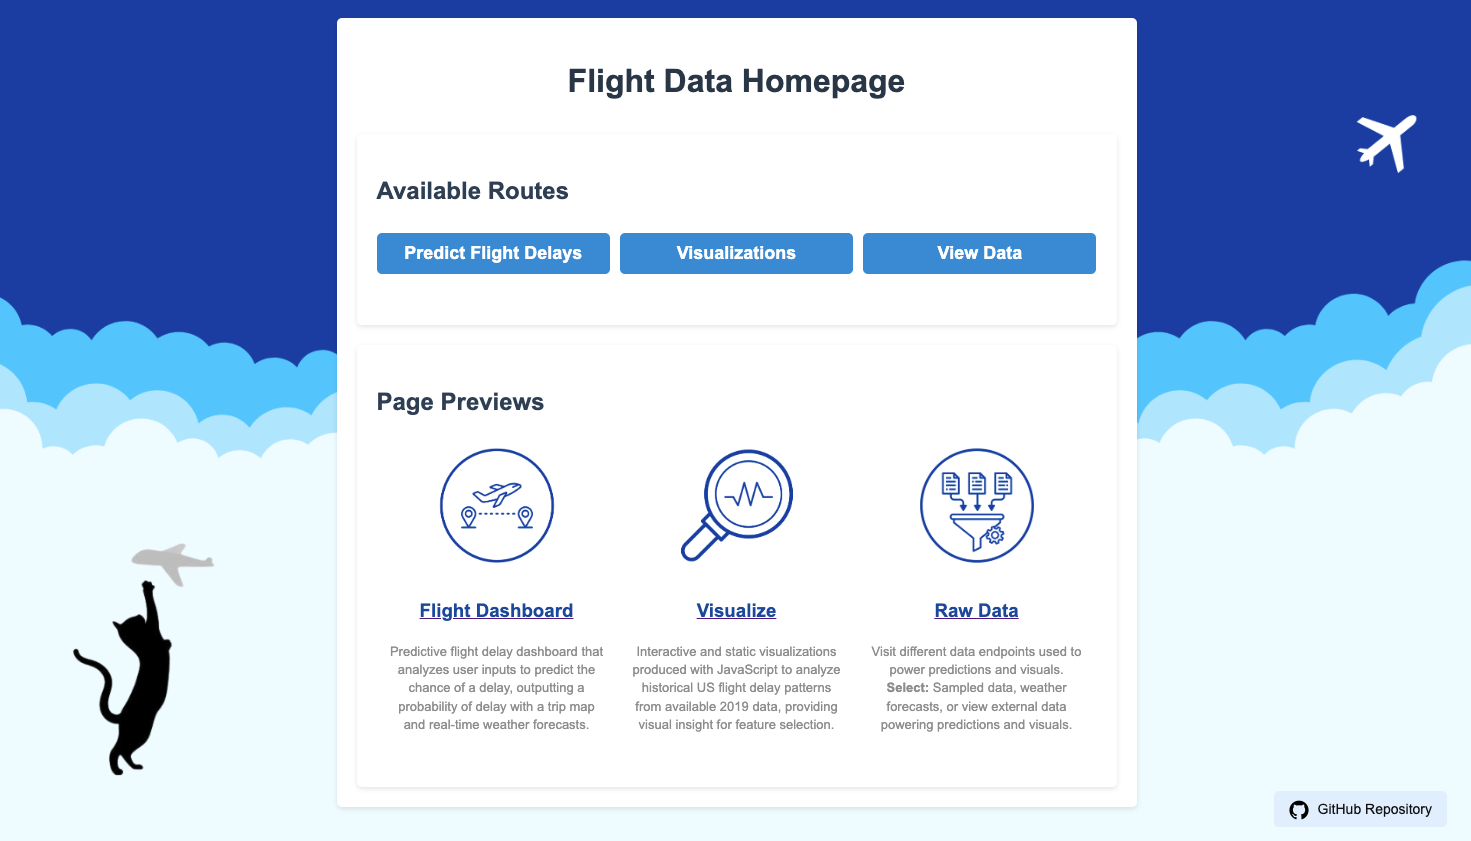 Flight Data Homepage
Available Routes
Predict Flight Delays
Visualizations
View Data
Page Previews
Flight Dashboard
Predictive flight delay dashboard that
analyzes user inputs to predict the
chance of a delay, outputting a
probability of delay with a trip map
and real-time weather forecasts.
Visualize
Interactive and static visualizations
produced with JavaScript to analyze
historical US flight delay patterns
from available 2019 data, providing
visual insight for feature selection.
Raw Data
Visit different data endpoints used to
power predictions and visuals.
Select: Sampled data, weather
forecasts, or view external data
powering predictions and visuals.
GitHub Repository